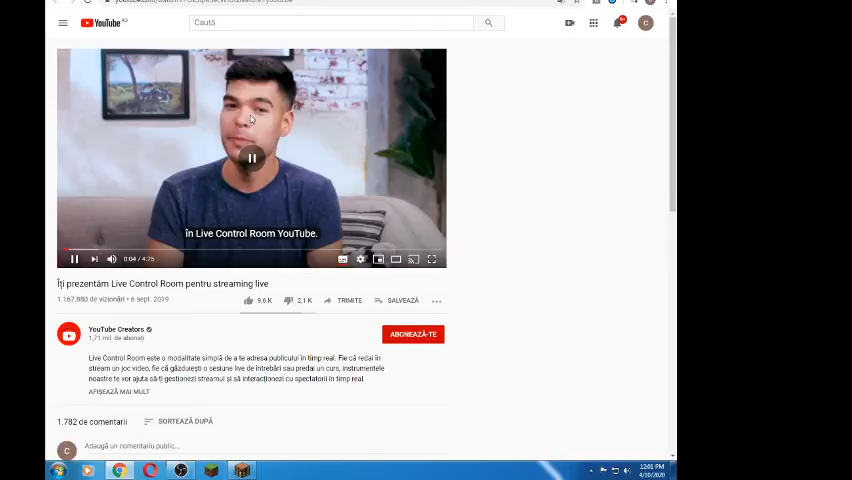 YouTube RO
Caută
9+
C
în Live Control Room YouTube.
0:04 / 4:25
Îți prezentăm Live Control Room pentru streaming live
1.167.880 de vizionări • 6 sept. 2019
9,6 K
2,1 K
TRIMITE
SALVEAZĂ
YouTube Creators
1,71 mil. de abonați
ABONEAZĂ-TE
Live Control Room este o modalitate simplă de a te adresa publicului în timp real. Fie că redai în
stream un joc video, fie că găzduiești o sesiune live de întrebări sau predai un curs, instrumentele
noastre te vor ajuta să-ți gestionezi streamul și să interacționezi cu spectatorii în timp real.
AFIȘEAZĂ MAI MULT
1.782 de comentarii
SORTEAZĂ DUPĂ
C
Adaugă un comentariu public...
12:01 PM
4/10/2020